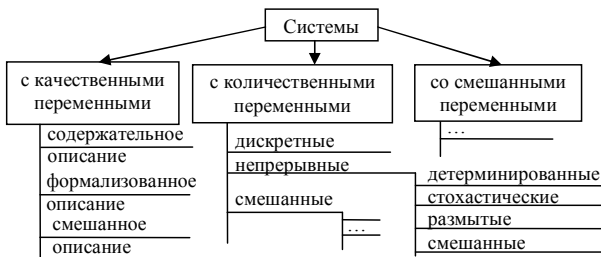 Системы
с качественными
переменными
с количественными
переменными
со смешанными
переменными
содержательное
описание
формализованное
описание
смешанное
описание
дискретные
непрерывные
смешанные
...
детерминированные
стохастические
размытые
смешанные
...